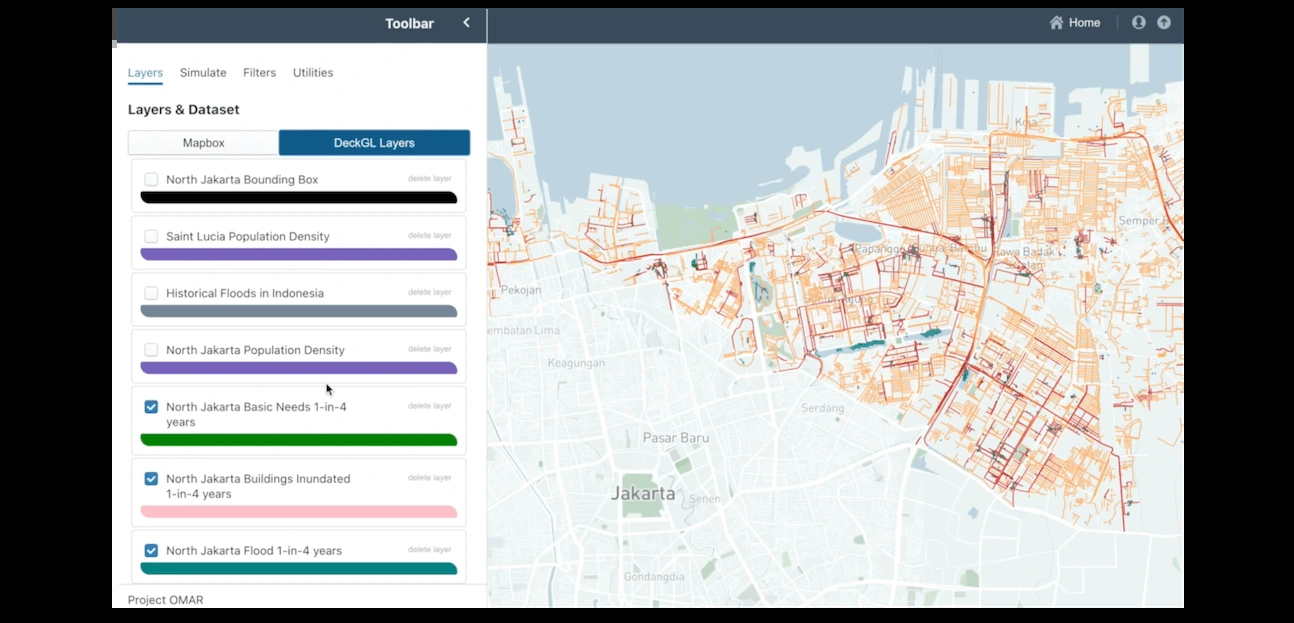 Toolbar
Home
Layers
Simulate
Filters
Utilities
Layers & Dataset
Mapbox
DeckGL Layers
North Jakarta Bounding Box
delete layer
Saint Lucia Population Density
delete layer
Historical Floods in Indonesia
delete layer
North Jakarta Population Density
delete layer
North Jakarta Basic Needs 1-in-4
years
delete layer
North Jakarta Buildings Inundated
1-in-4 years
delete layer
North Jakarta Flood 1-in-4 years
delete layer
Project OMAR
Koja
Semper
Papanggo
Rawa Badak
Selatan
Pekojan
Jembatan Lima
Keagungan
Serdang
Pasar Baru
Jakarta
Senen
Gondangdia